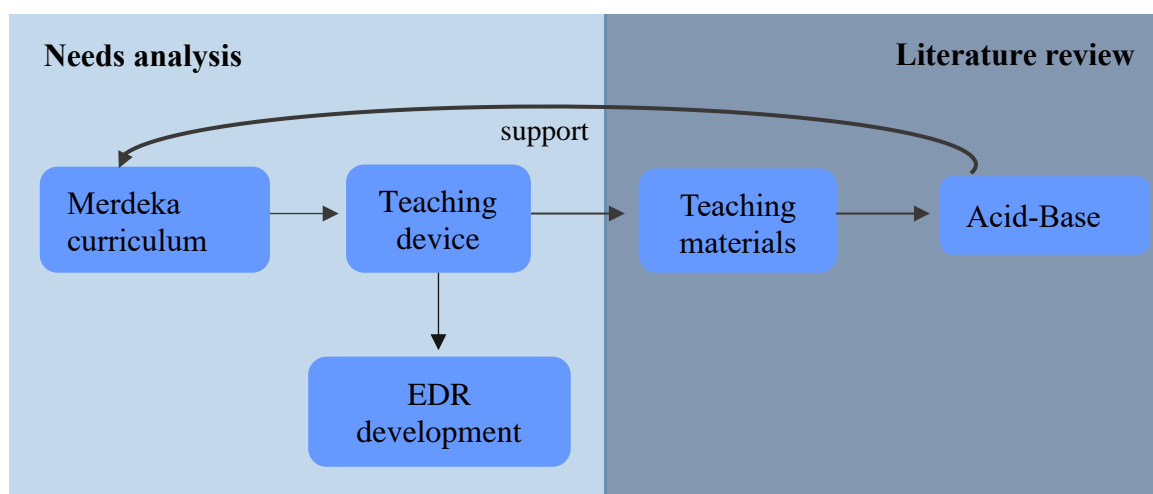 Needs analysis
Literature review
support
Merdeka
curriculum
Teaching
device
Teaching
materials
Acid-Base
EDR
development